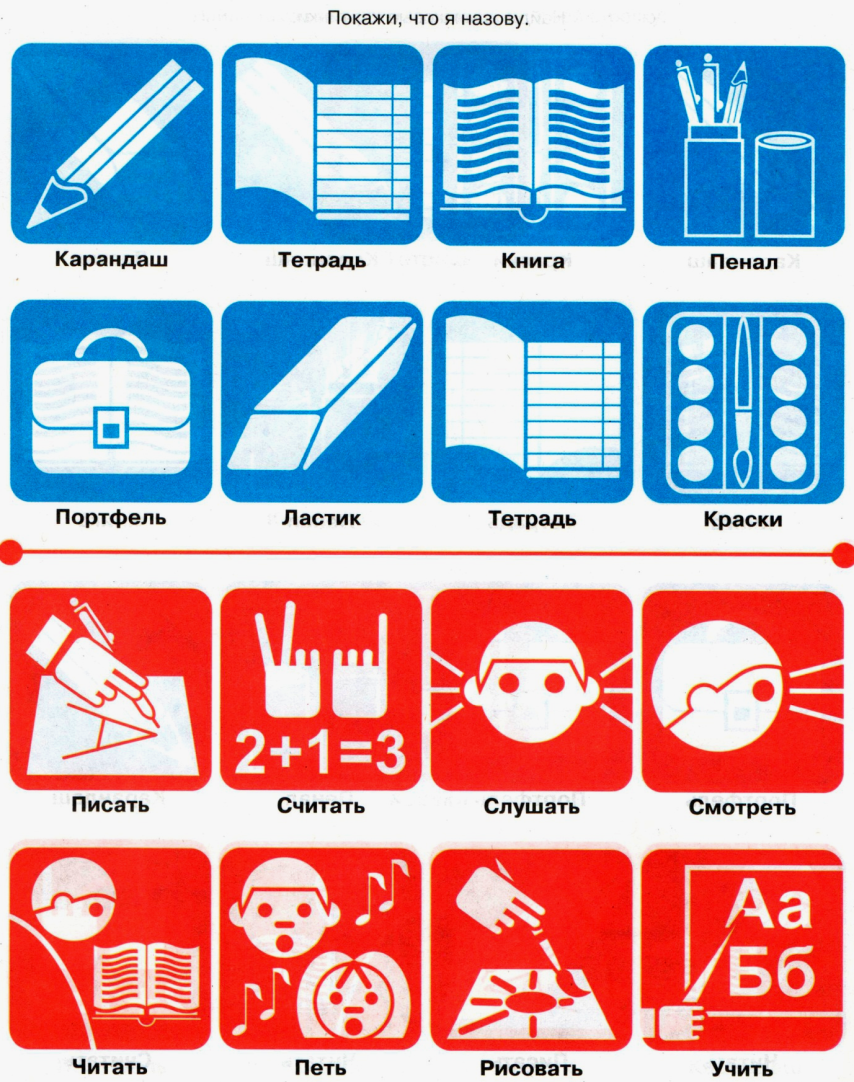 Покажи, что я назову.
Карандаш Тетрадь Книга Пенал
Портфель Ластик Тетрадь Краски
2+1=3
Писать Считать Слушать Смотреть
Аа
Бб
Читать Петь Рисовать Учить